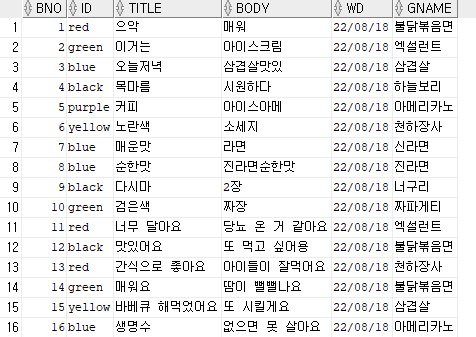 BNO ID TITLE BODY WD GNAME
1 1 red 으악 매워 22/08/18 불닭볶음면
2 2 green 이거는 아이스크림 22/08/18 엑설런트
3 3 blue 오늘저녁 삼겹살맛있 22/08/18 삼겹살
4 4 black 목마름 시원하다 22/08/18 하늘보리
5 5 purple 커피 아이스아메 22/08/18 아메리카노
6 6 yellow 노란색 소세지 22/08/18 천하장사
7 7 blue 매운맛 라면 22/08/18 신라면
8 8 blue 순한맛 진라면순한맛 22/08/18 진라면
9 9 black 다시마 2장 22/08/18 너구리
10 10 green 검은색 짜장 22/08/18 짜파게티
11 11 red 너무 달아요 당뇨 온 거 같아요 22/08/18 엑설런트
12 12 black 맛있어요 또 먹고 싶어용 22/08/18 불닭볶음면
13 13 red 간식으로 좋아요 아이들이 잘먹어요 22/08/18 천하장사
14 14 green 매워요 땀이 뻘뻘나요 22/08/18 불닭볶음면
15 15 yellow 바베큐 해먹었어요 또 시킬게요 22/08/18 삼겹살
16 16 blue 생명수 없으면 못 살아요 22/08/18 아메리카노